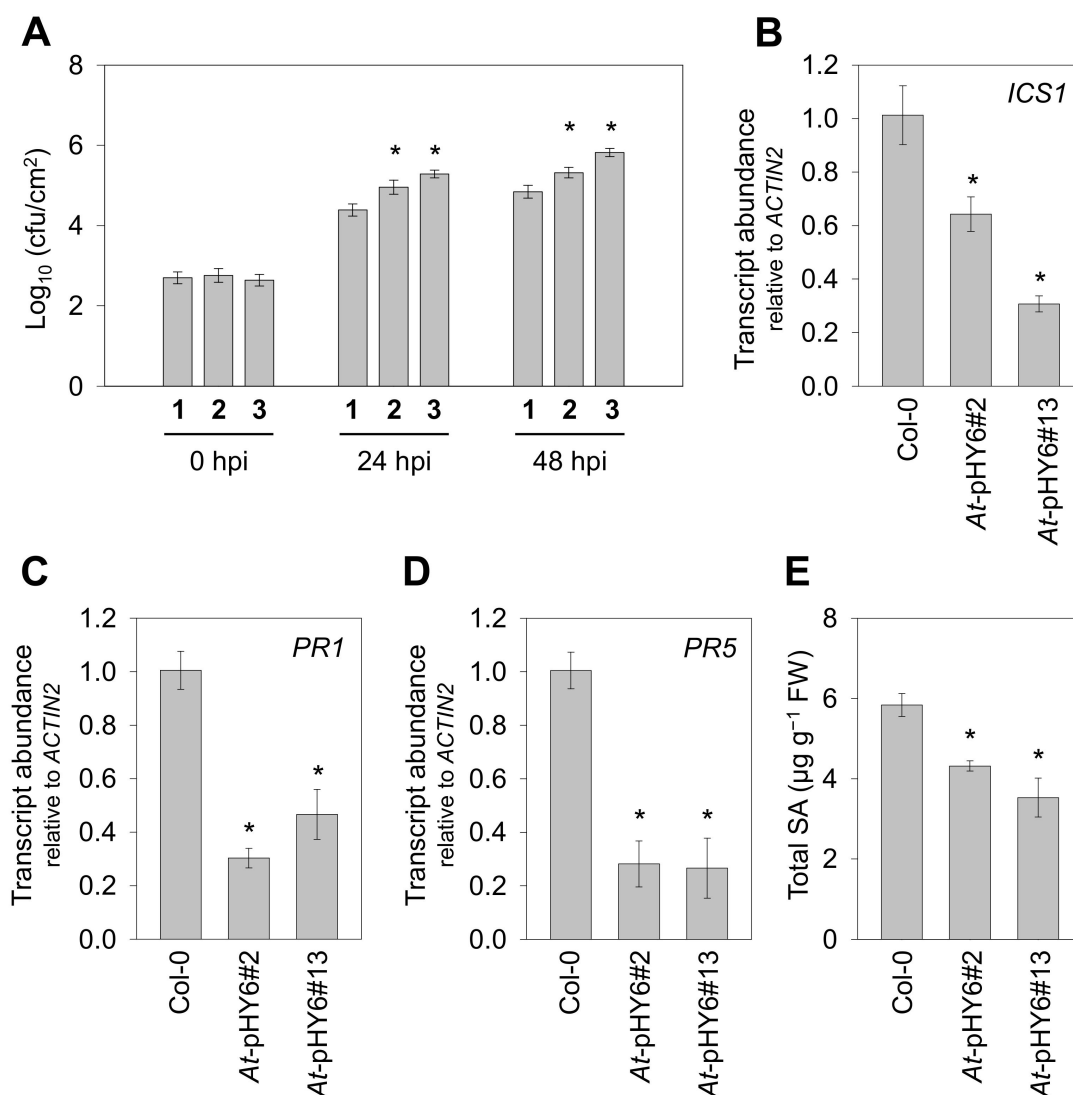 A
Log10 (cfu/cm2)
8
6
4
2
0
* * * *
1 2 3 1 2 3 1 2 3
0 hpi 24 hpi 48 hpi
B
Transcript abundance
relative to ACTIN2
1.2
1.0
0.8
0.6
0.4
0.2
0.0
ICS1
*
*
Col-0
At-pHY6#2
At-pHY6#13
C
Transcript abundance
relative to ACTIN2
1.2
1.0
0.8
0.6
0.4
0.2
0.0
PR1
*
*
Col-0
At-pHY6#2
At-pHY6#13
D
Transcript abundance
relative to ACTIN2
1.2
1.0
0.8
0.6
0.4
0.2
0.0
PR5
* *
Col-0
At-pHY6#2
At-pHY6#13
E
Total SA (µg g−1 FW)
8
6
4
2
0
*
*
Col-0
At-pHY6#2
At-pHY6#13